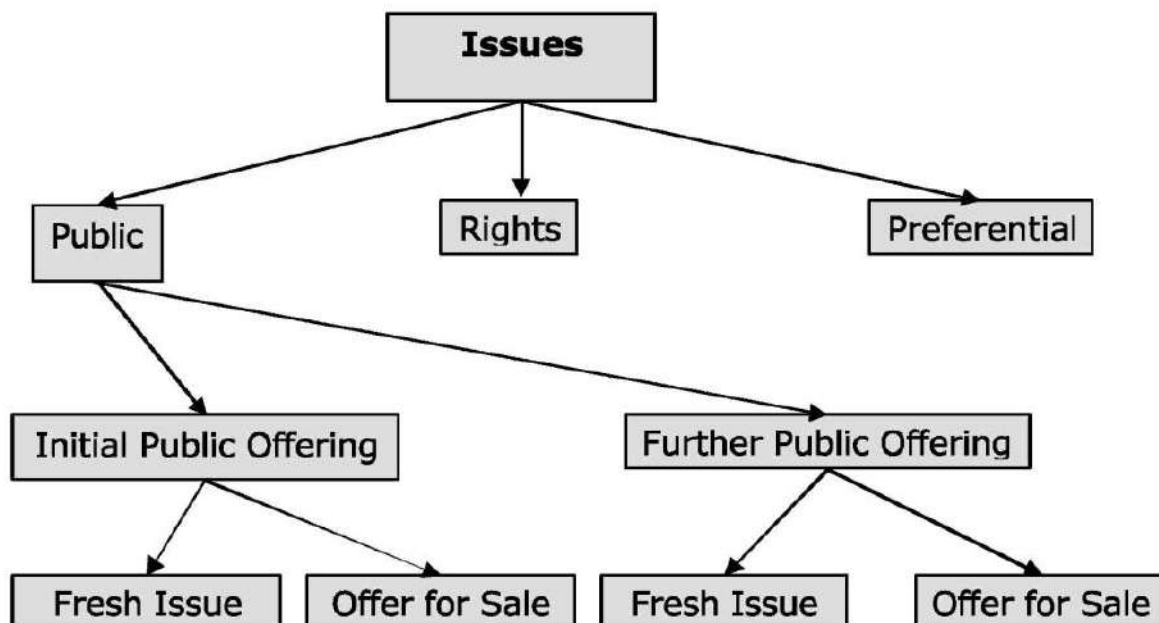 Issues
Public
Rights
Preferential
Initial Public Offering
Further Public Offering
Fresh Issue
Offer for Sale
Fresh Issue
Offer for Sale